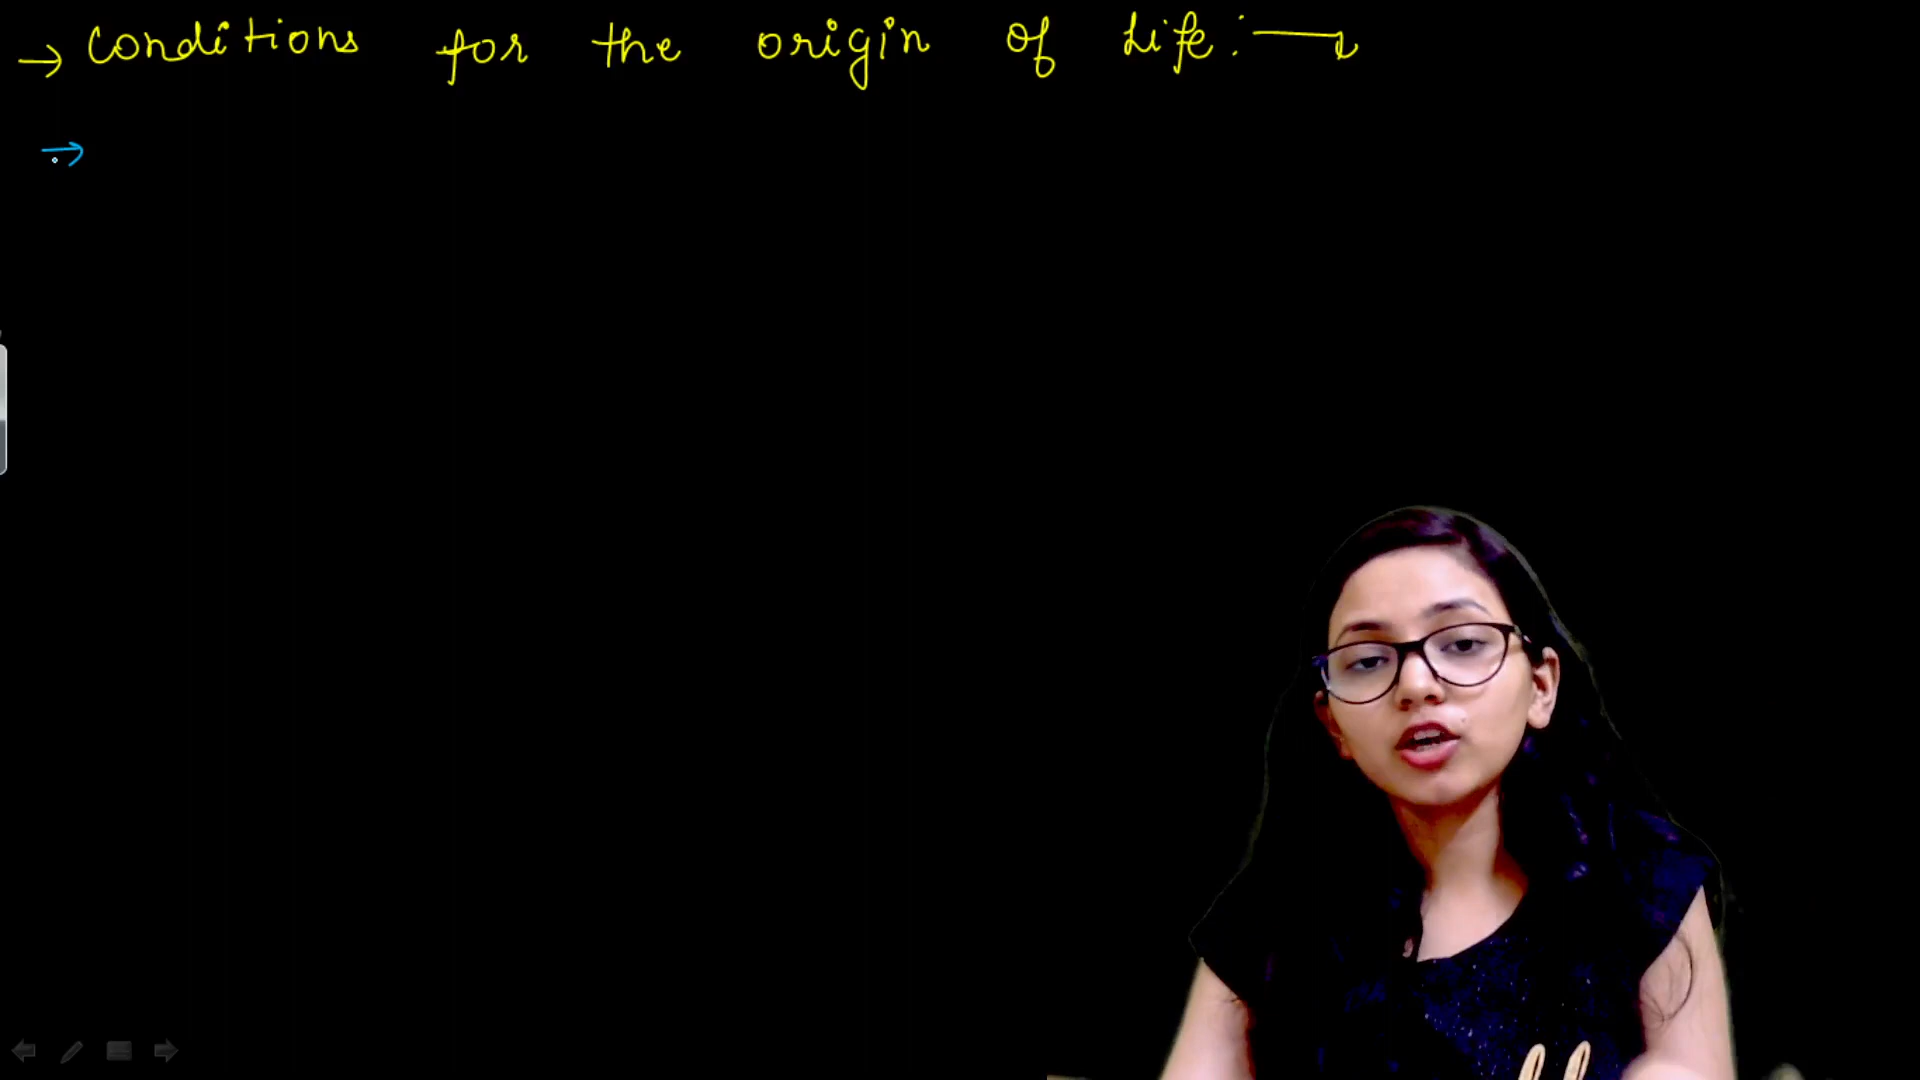 → Conditions for the origin of Life :→
→